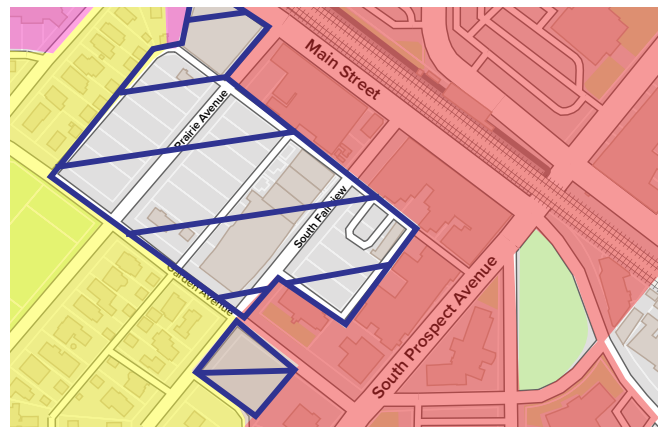 Main Street
Prairie Avenue
South Fairview
Garden Avenue
South Prospect Avenue